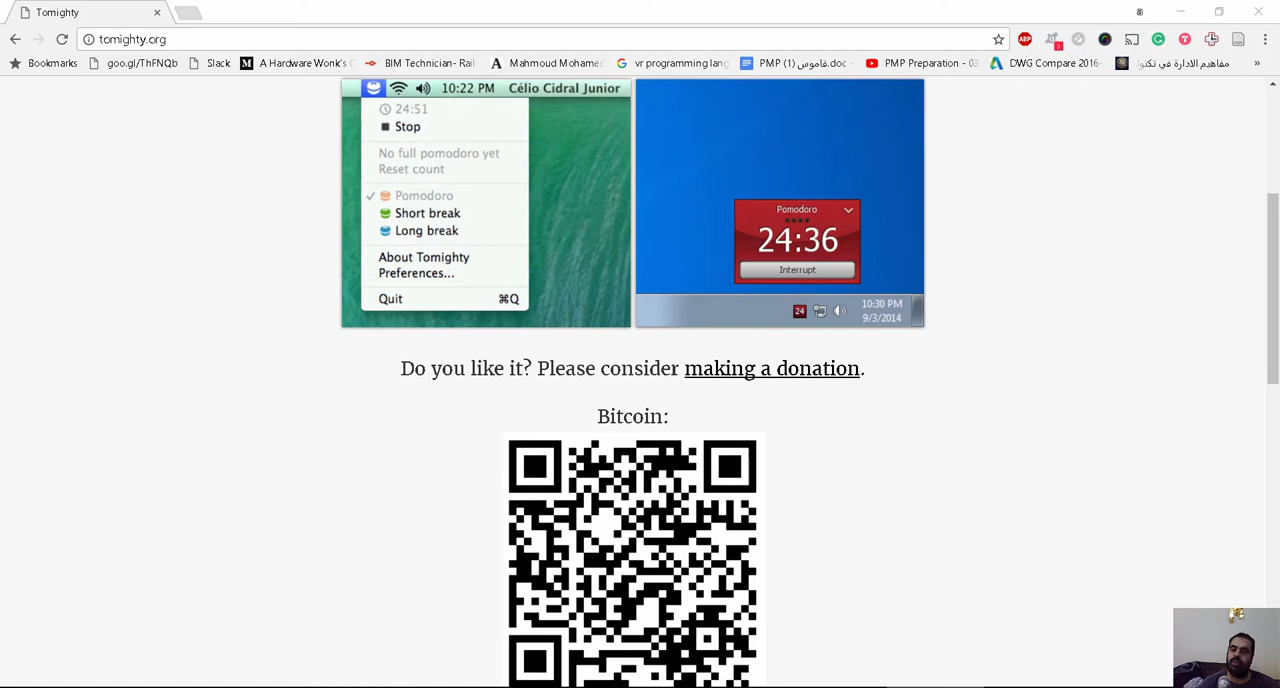 Tomighty
tomighty.org
Bookmarks goo.gl/ThFNQb Slack A Hardware Wonk's G BIM Technician- Rail Mahmoud Mohamed vr programming lang PMP (1) قاموس.doc - PMP Preparation - 03 DWG Compare 2016- مفاهيم الادارة في
10:22 PM Célio Cidral Junior
24:51
Stop
No full pomodoro yet
Reset count
Pomodoro
Short break
Long break
About Tomighty
Preferences...
Quit ⌘Q
Pomodoro
24:36
Interrupt
24 10:30 PM
9/3/2014
Do you like it? Please consider making a donation.
Bitcoin: